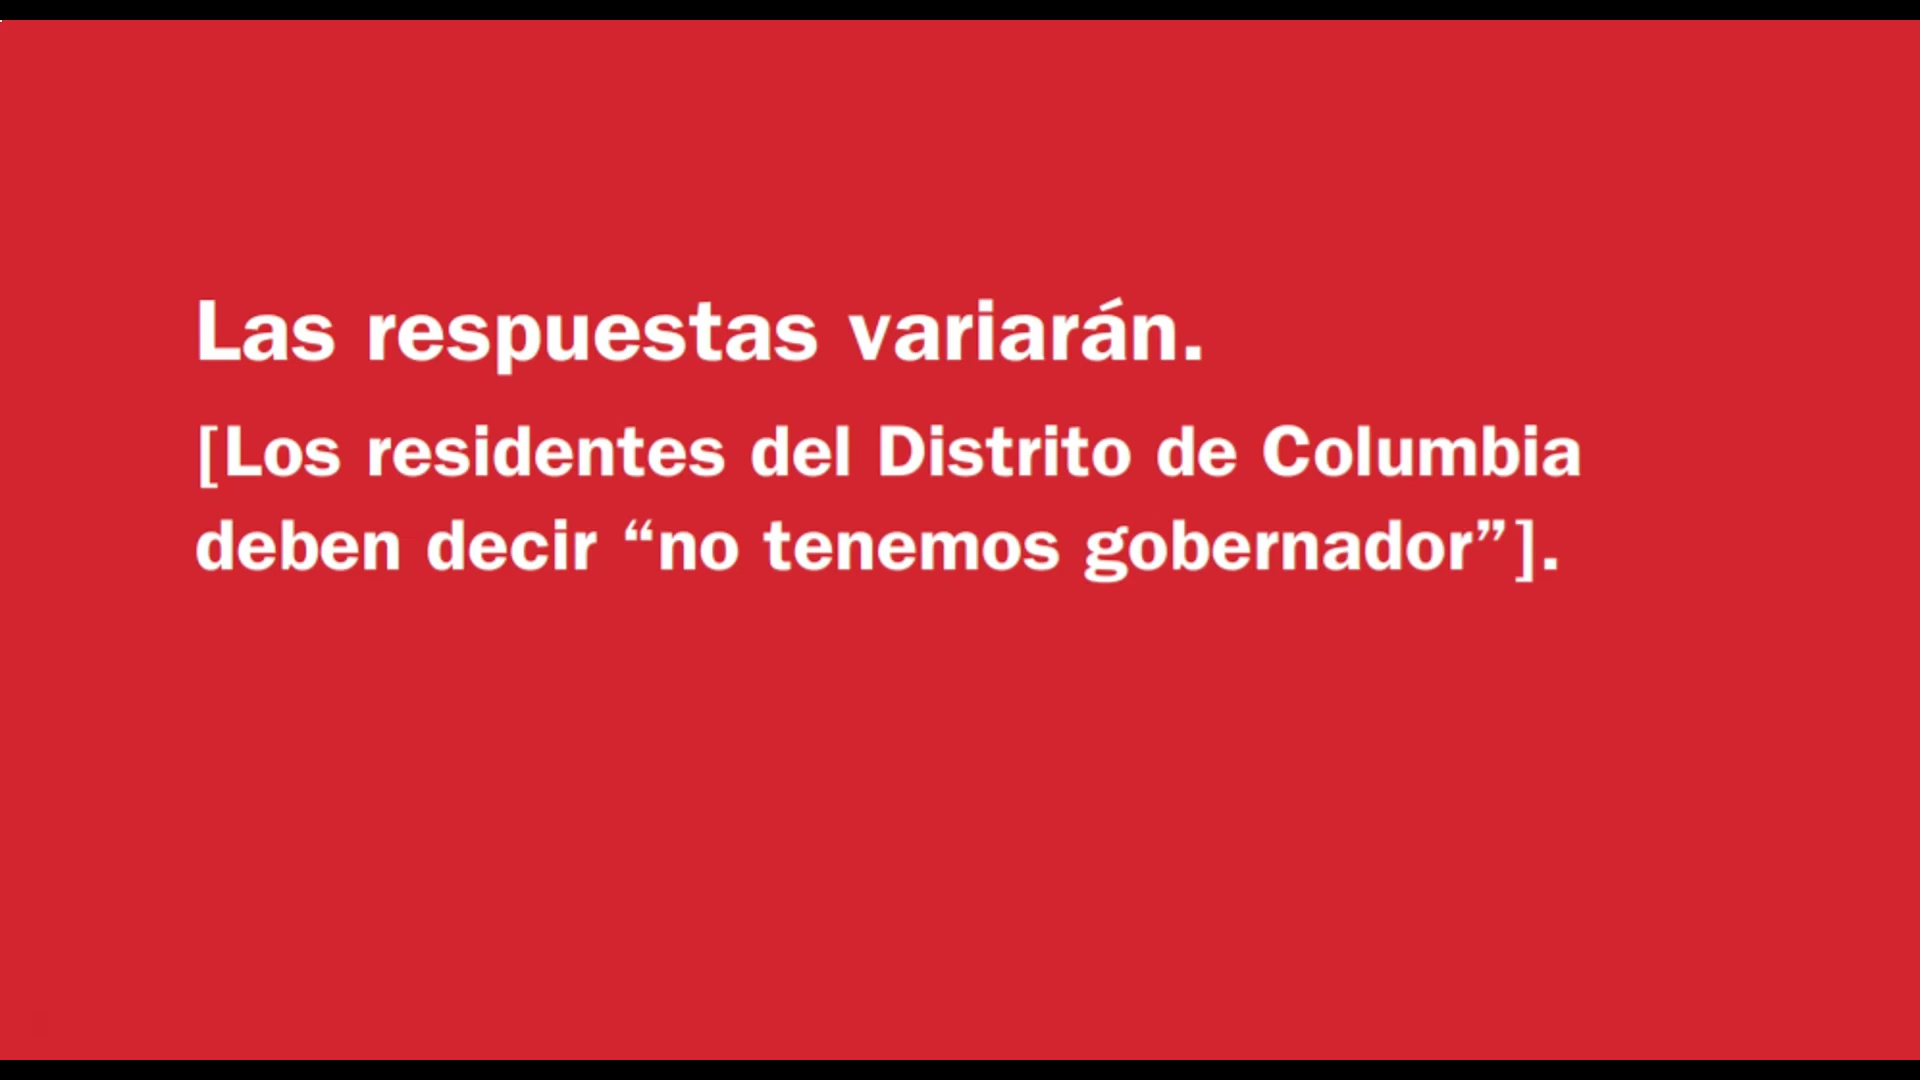 Las respuestas variarán.
[Los residentes del Distrito de Columbia
deben decir “no tenemos gobernador”].